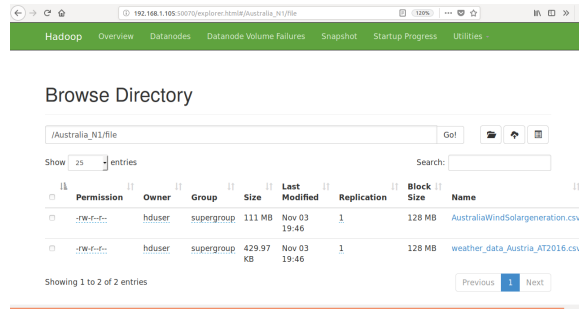 192.168.1.105:50070/explorer.html#/Australia_N1/file 120%
Hadoop Overview Datanodes Datanode Volume Failures Snapshot Startup Progress Utilities
Browse Directory
/Australia_N1/file Go!
Show 25 entries Search:
Permission Owner Group Size Last Modified Replication Block Size Name
-rw-r--r-- hduser supergroup 111 MB Nov 03 19:46 1 128 MB AustraliaWindSolargeneration.csv
-rw-r--r-- hduser supergroup 429.97 KB Nov 03 19:46 1 128 MB weather_data_Austria_AT2016.csv
Showing 1 to 2 of 2 entries Previous 1 Next